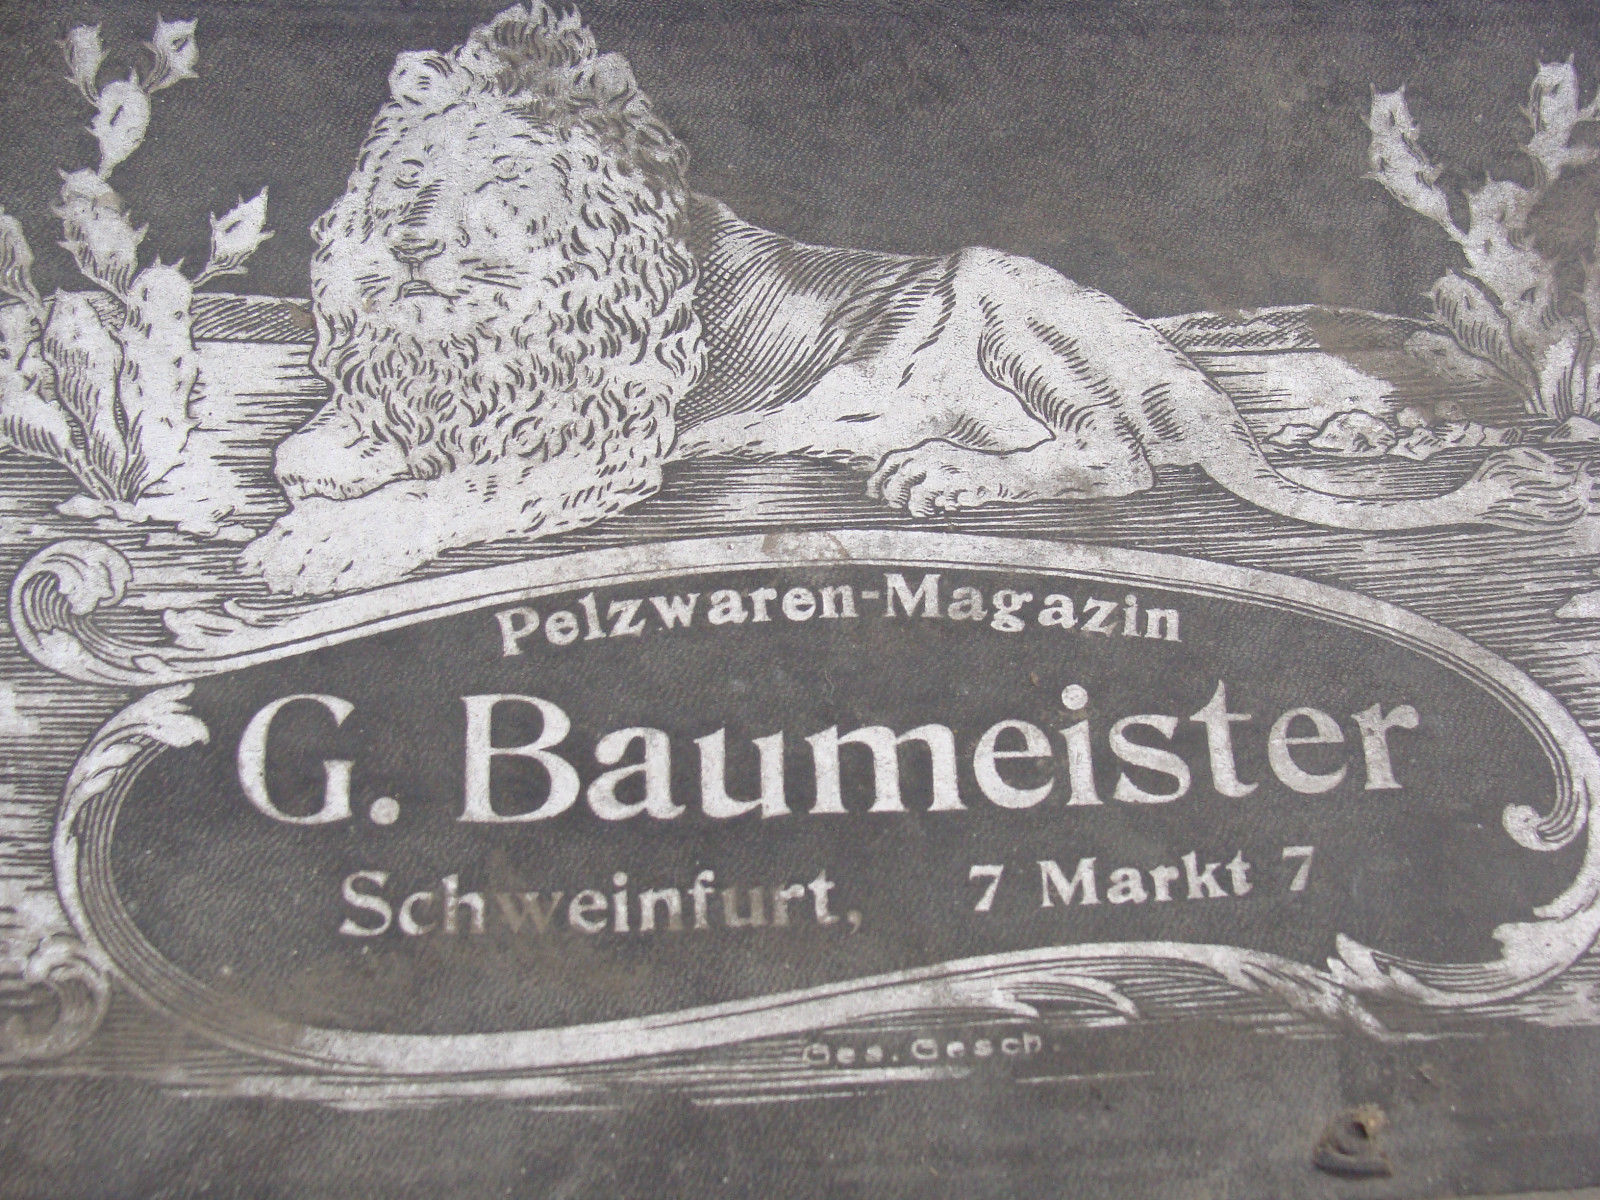 Pelzwaren-Magazin
G. Baumeister
Schweinfurt, 7 Markt 7
Ges. Gesch.